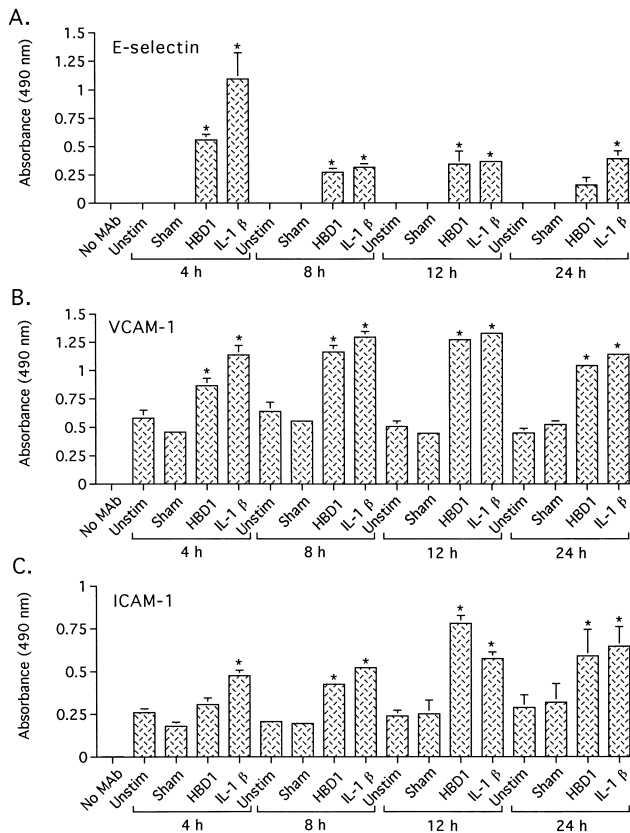 A.
E-selectin
Absorbance (490 nm)
1.5
1.25
1
0.75
0.5
0.25
0
* * * * * * *
No MAb Unstim Sham HBD1 IL-1 β Unstim Sham HBD1 IL-1 β Unstim Sham HBD1 IL-1 β Unstim Sham HBD1 IL-1 β
4 h 8 h 12 h 24 h
B.
VCAM-1
Absorbance (490 nm)
1.5
1.25
1
0.75
0.5
0.25
0
* * * * * * * *
No MAb Unstim Sham HBD1 IL-1 β Unstim Sham HBD1 IL-1 β Unstim Sham HBD1 IL-1 β Unstim Sham HBD1 IL-1 β
4 h 8 h 12 h 24 h
C.
ICAM-1
Absorbance (490 nm)
1
0.75
0.5
0.25
0
* * * * * * *
No MAb Unstim Sham HBD1 IL-1 β Unstim Sham HBD1 IL-1 β Unstim Sham HBD1 IL-1 β Unstim Sham HBD1 IL-1 β
4 h 8 h 12 h 24 h